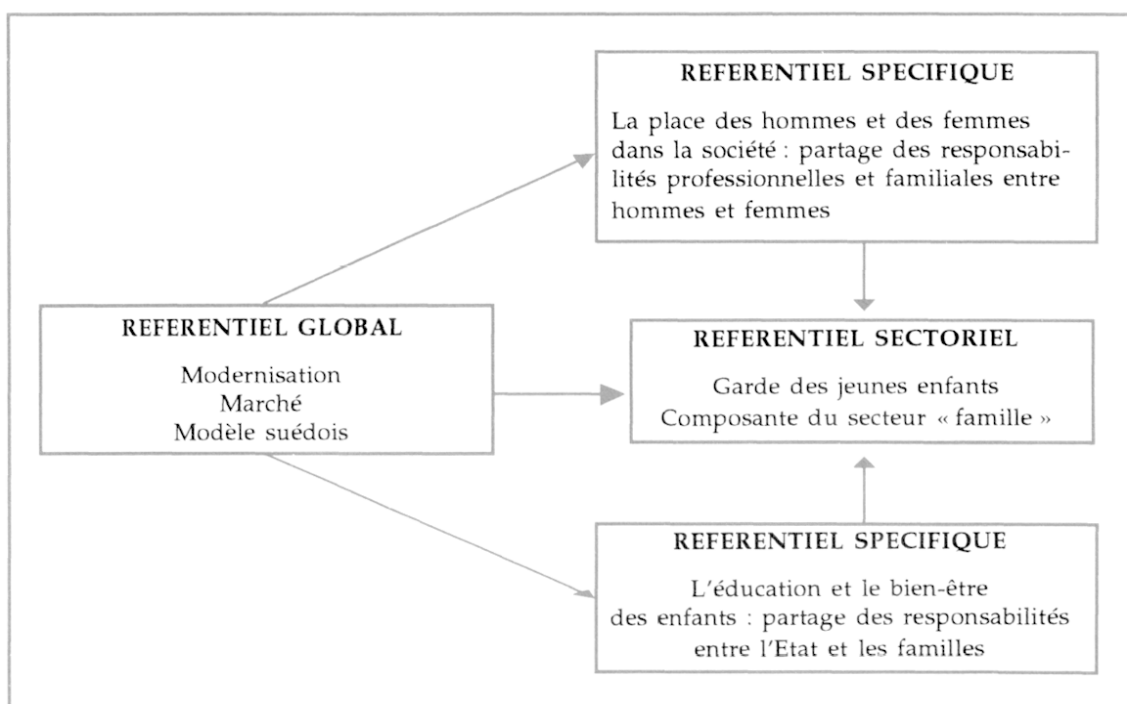 REFERENTIEL SPECIFIQUE
La place des hommes et des femmes
dans la société : partage des responsabi-
lités professionnelles et familiales entre
hommes et femmes
REFERENTIEL GLOBAL
Modernisation
Marché
Modèle suédois
REFERENTIEL SECTORIEL
Garde des jeunes enfants
Composante du secteur « famille »
REFERENTIEL SPECIFIQUE
L'éducation et le bien-être
des enfants : partage des responsabilités
entre l'Etat et les familles